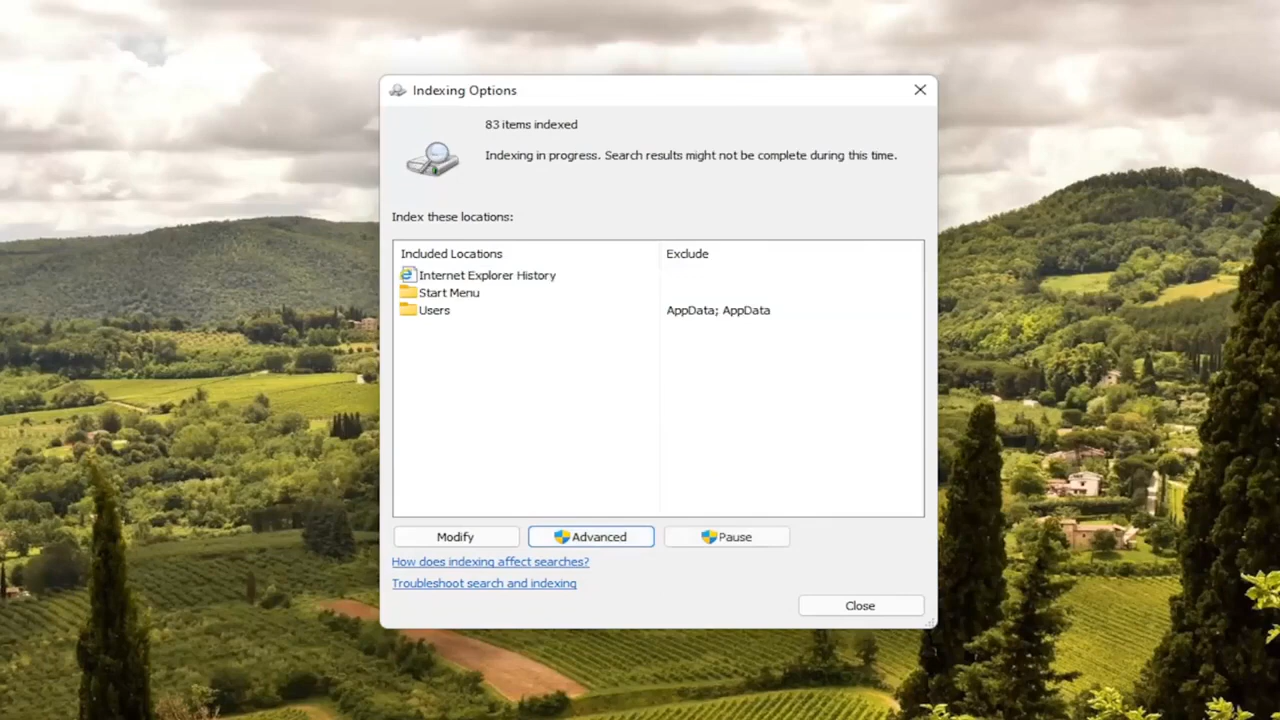 Indexing Options
83 items indexed
Indexing in progress. Search results might not be complete during this time.
Index these locations:
Included Locations Exclude
Internet Explorer History
Start Menu
Users AppData; AppData
Modify Advanced Pause
How does indexing affect searches?
Troubleshoot search and indexing
Close